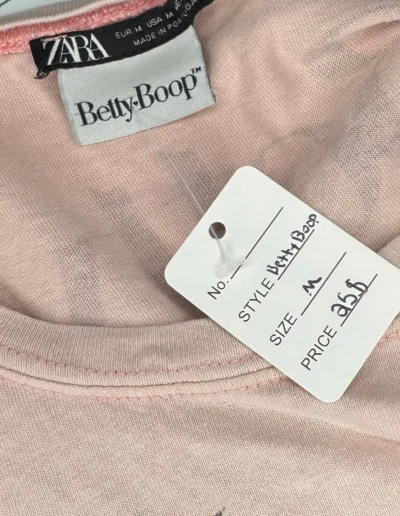 ZARA
EUR M USA M
MADE IN PORTUGAL
Betty Boop™
No.
STYLE Betty Boop
SIZE M
PRICE 25$